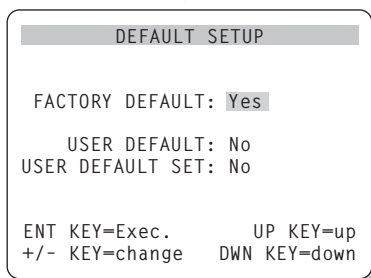 DEFAULT SETUP
FACTORY DEFAULT: Yes
USER DEFAULT: No
USER DEFAULT SET: No
ENT KEY=Exec. UP KEY=up
+/- KEY=change DWN KEY=down